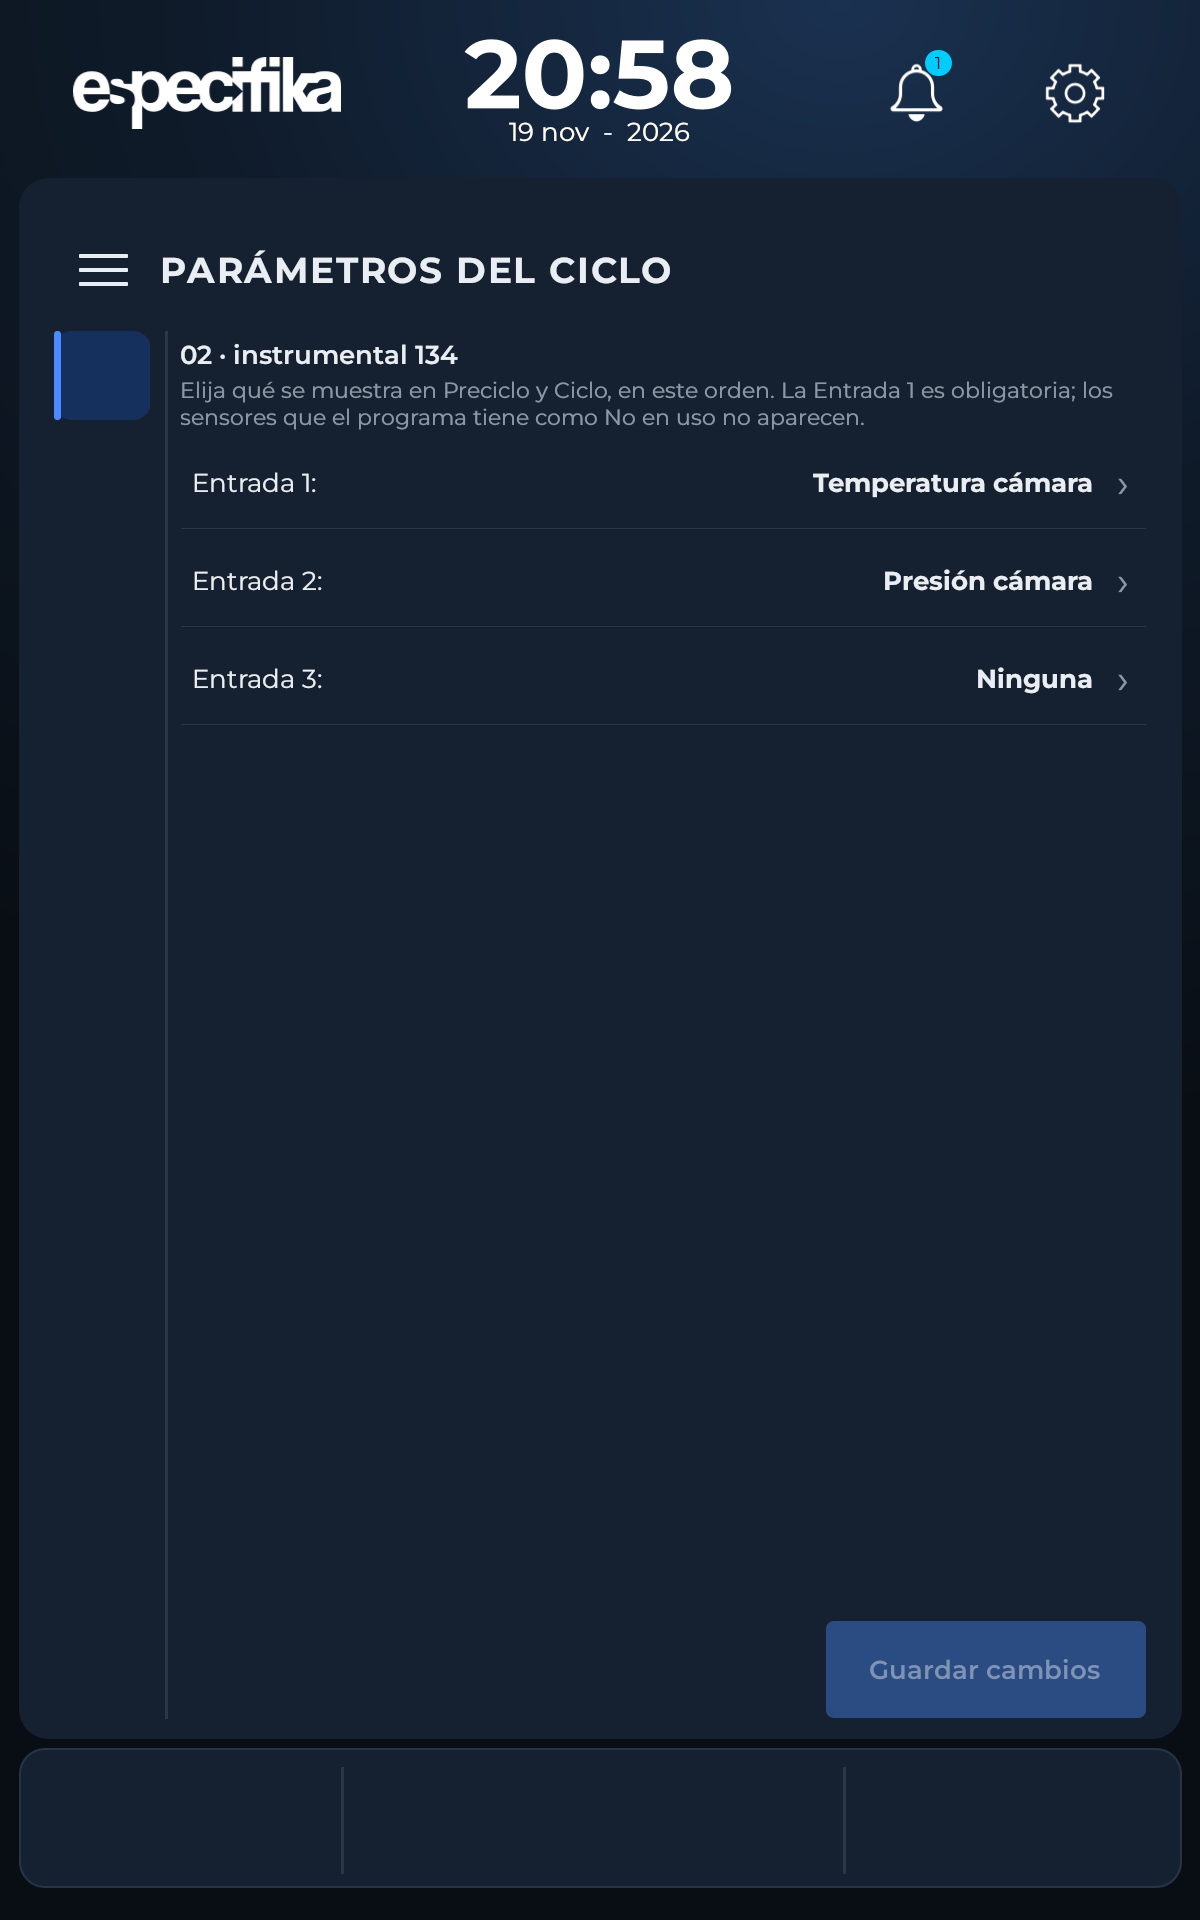 especifika
20:58
19 nov - 2026
1
PARÁMETROS DEL CICLO
02 · instrumental 134
Elija qué se muestra en Preciclo y Ciclo, en este orden. La Entrada 1 es obligatoria; los
sensores que el programa tiene como No en uso no aparecen.
Entrada 1: Temperatura cámara ›
Entrada 2: Presión cámara ›
Entrada 3: Ninguna ›
Guardar cambios